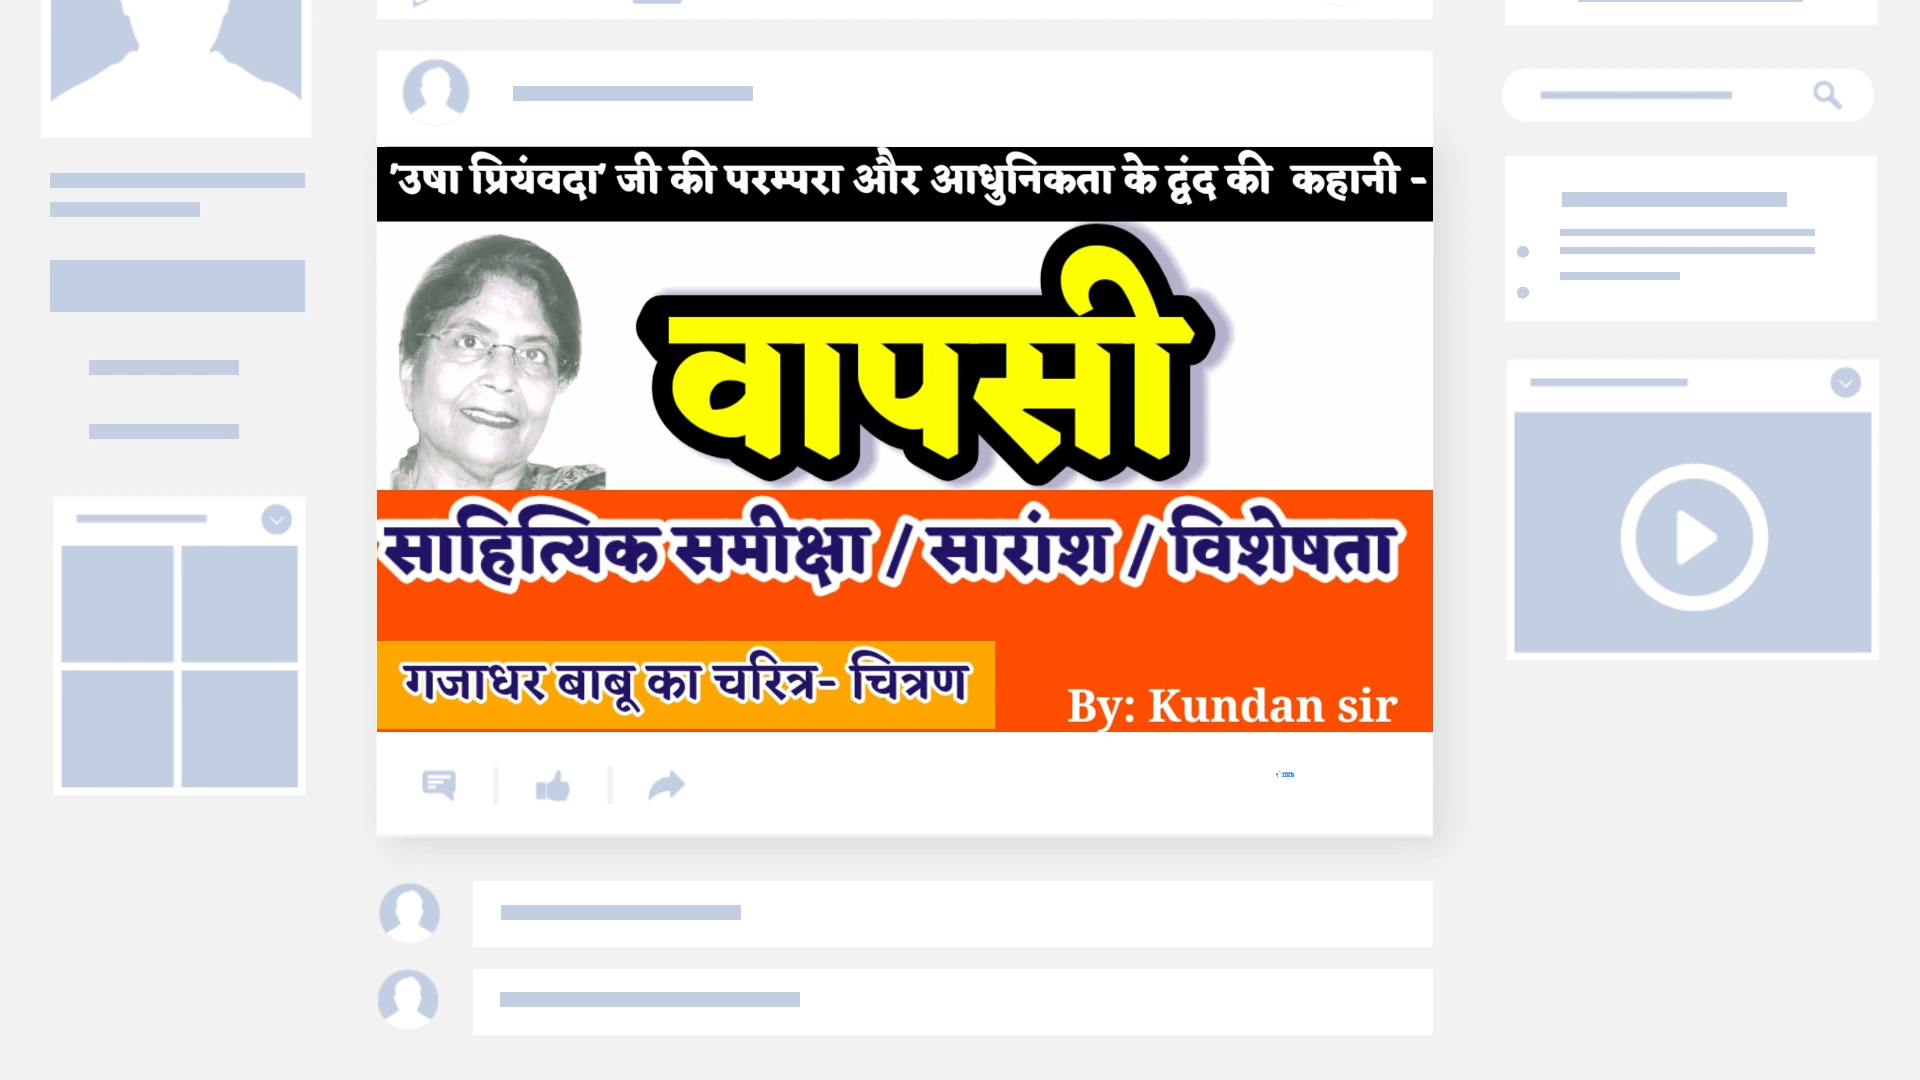 'उषा प्रियंवदा' जी की परम्परा और आधुनिकता के द्वंद की कहानी -
वापसी
साहित्यिक समीक्षा / सारांश / विशेषता
गजाधर बाबू का चरित्र- चित्रण
By: Kundan sir